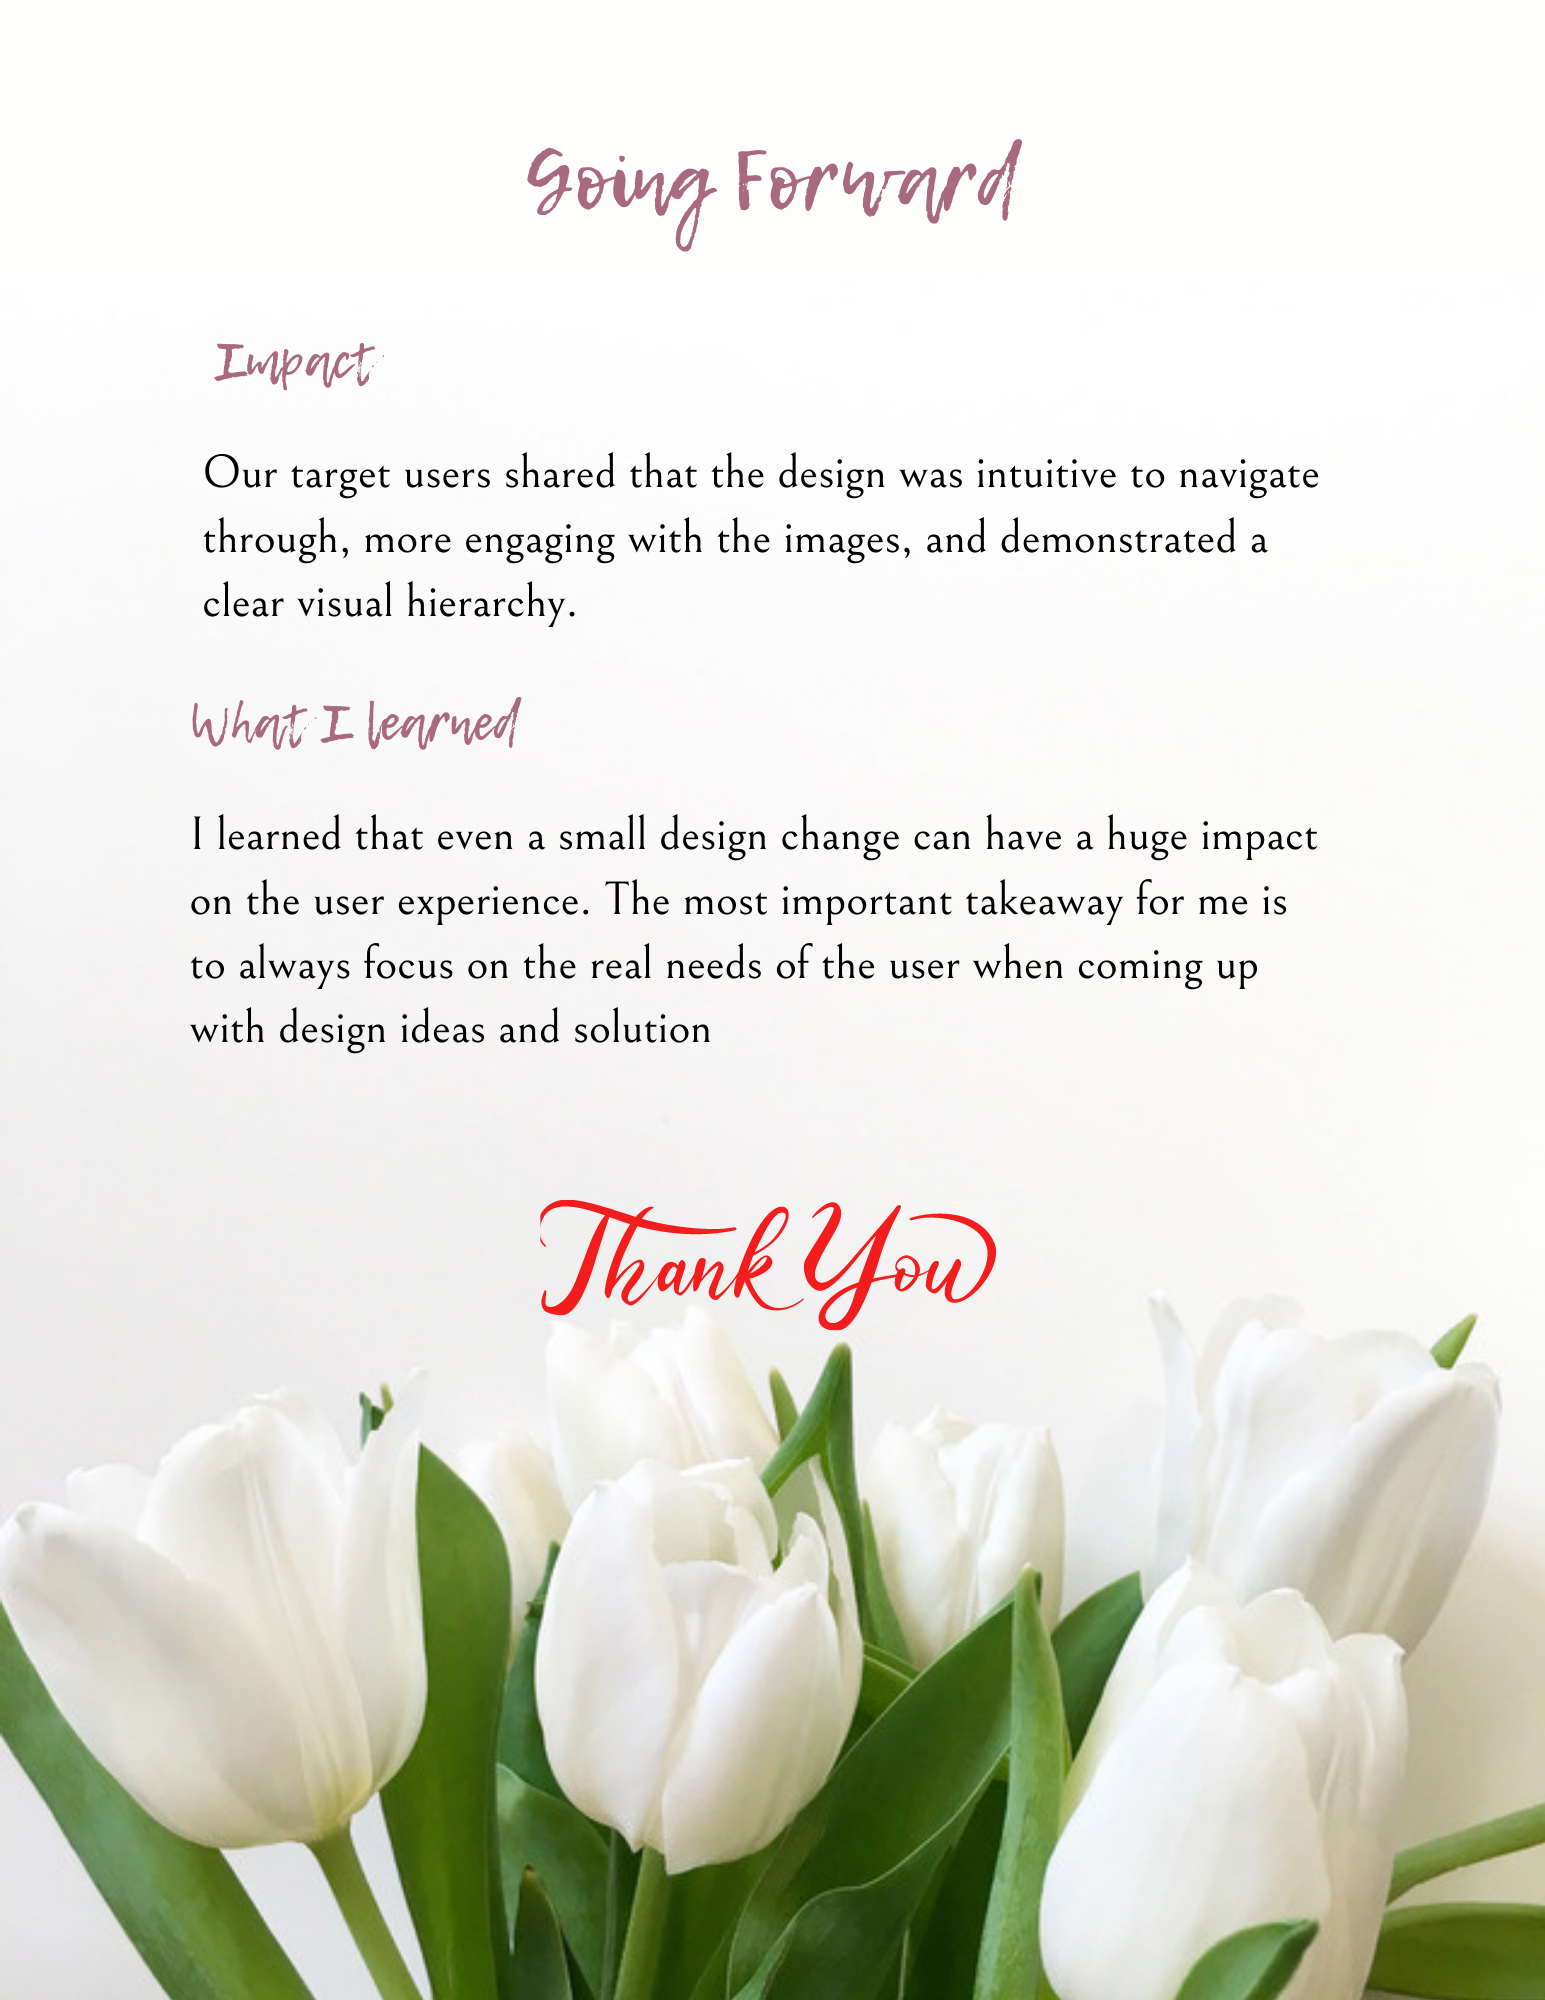 Going Forward
Impact
Our target users shared that the design was intuitive to navigate
through, more engaging with the images, and demonstrated a
clear visual hierarchy.
What I learned
I learned that even a small design change can have a huge impact
on the user experience. The most important takeaway for me is
to always focus on the real needs of the user when coming up
with design ideas and solution
Thank You